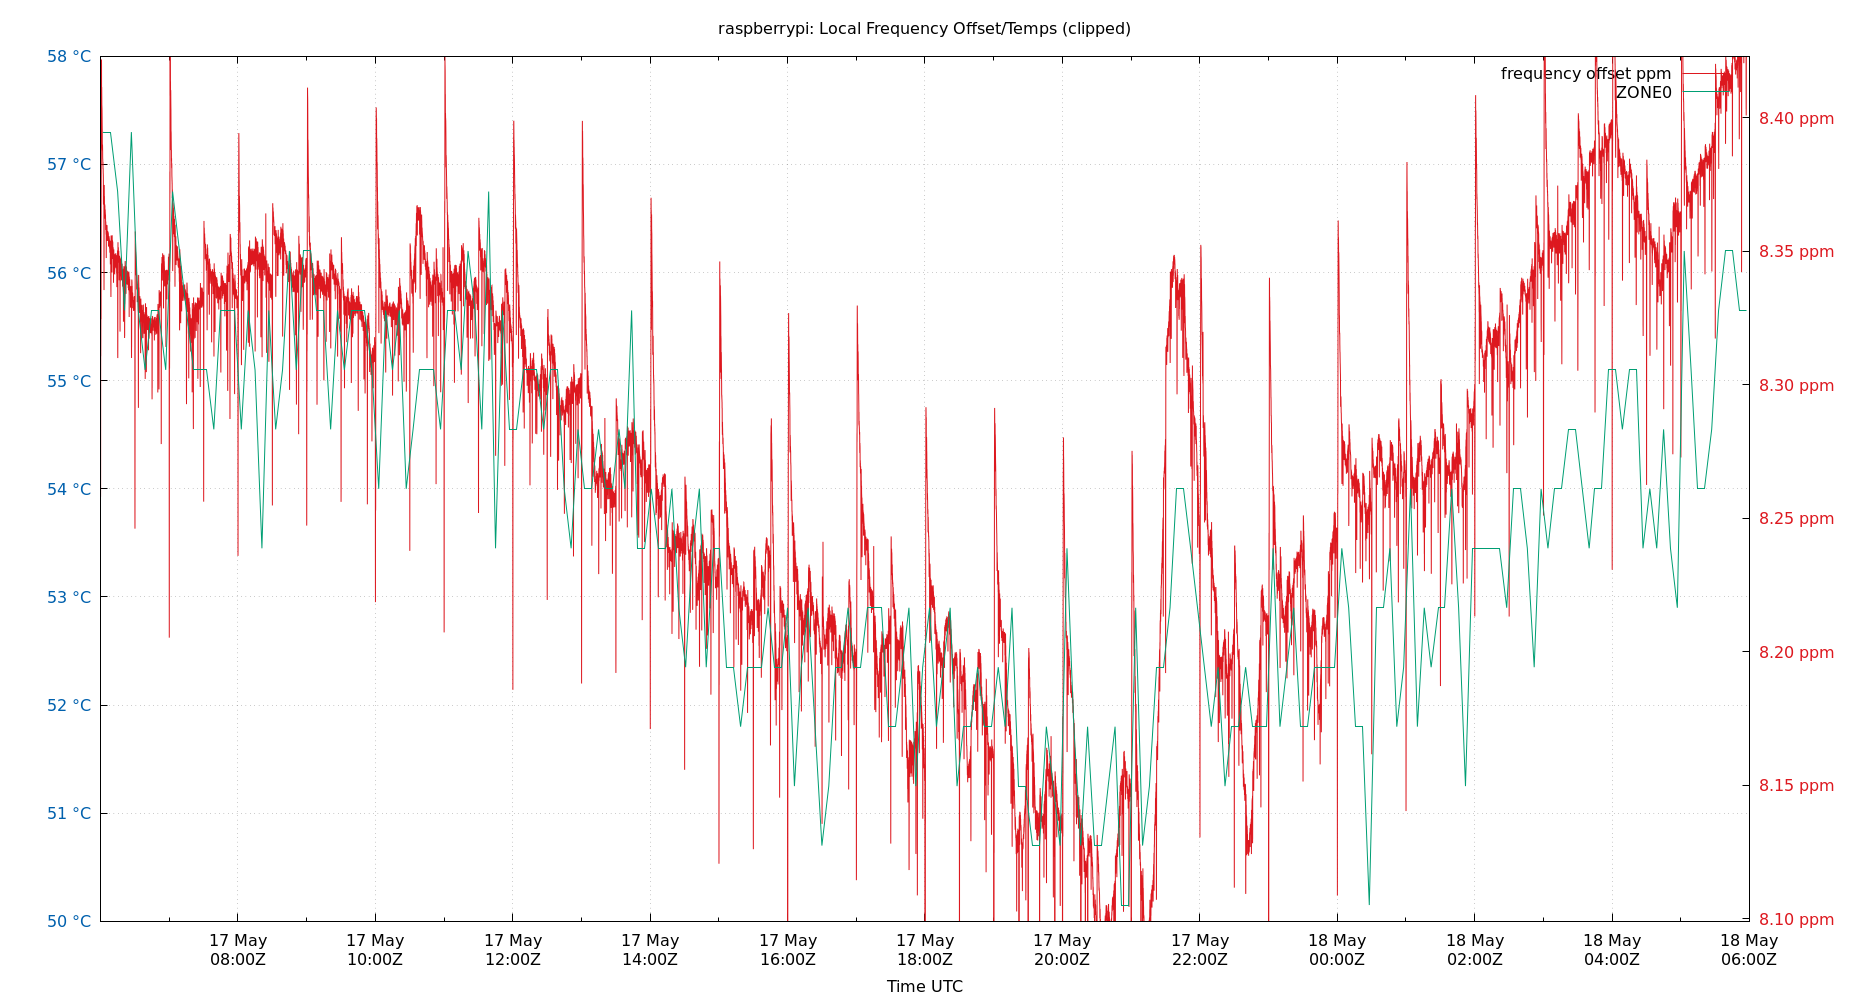 raspberrypi: Local Frequency Offset/Temps (clipped)
58 °C
57 °C
56 °C
55 °C
54 °C
53 °C
52 °C
51 °C
50 °C
frequency offset ppm
ZONE0
8.40 ppm
8.35 ppm
8.30 ppm
8.25 ppm
8.20 ppm
8.15 ppm
8.10 ppm
17 May 17 May 17 May 17 May 17 May 17 May 17 May 17 May 18 May 18 May 18 May 18 May
08:00Z 10:00Z 12:00Z 14:00Z 16:00Z 18:00Z 20:00Z 22:00Z 00:00Z 02:00Z 04:00Z 06:00Z
Time UTC